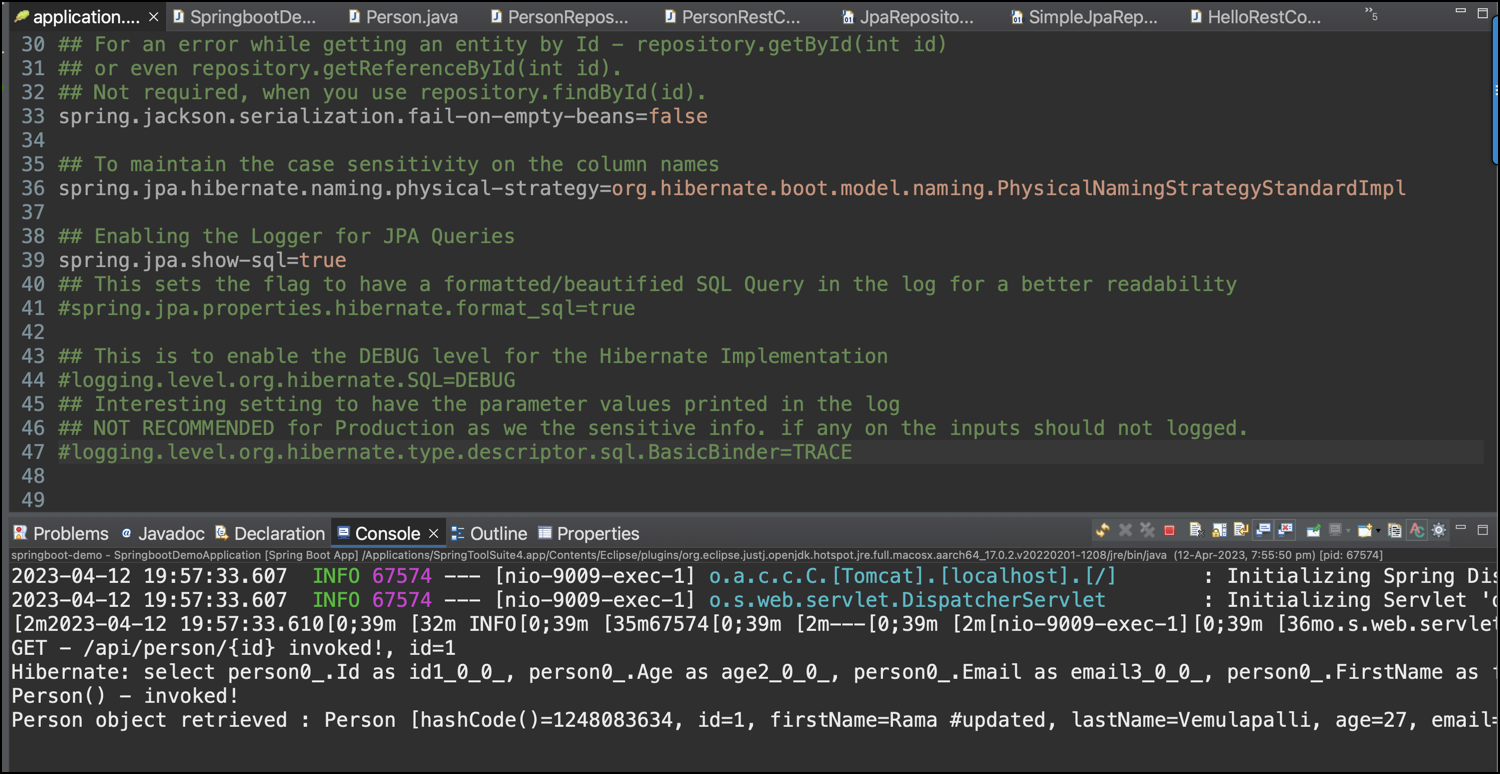 application.... SpringbootDe... Person.java PersonRepos... PersonRestC... JpaReposito... SimpleJpaRep... HelloRestCo... »5
30 ## For an error while getting an entity by Id – repository.getById(int id)
31 ## or even repository.getReferenceById(int id).
32 ## Not required, when you use repository.findById(id).
33 spring.jackson.serialization.fail-on-empty-beans=false
34
35 ## To maintain the case sensitivity on the column names
36 spring.jpa.hibernate.naming.physical-strategy=org.hibernate.boot.model.naming.PhysicalNamingStrategyStandardImpl
37
38 ## Enabling the Logger for JPA Queries
39 spring.jpa.show-sql=true
40 ## This sets the flag to have a formatted/beautified SQL Query in the log for a better readability
41 #spring.jpa.properties.hibernate.format_sql=true
42
43 ## This is to enable the DEBUG level for the Hibernate Implementation
44 #logging.level.org.hibernate.SQL=DEBUG
45 ## Interesting setting to have the parameter values printed in the log
46 ## NOT RECOMMENDED for Production as we the sensitive info. if any on the inputs should not logged.
47 #logging.level.org.hibernate.type.descriptor.sql.BasicBinder=TRACE
48
49
Problems Javadoc Declaration Console Outline Properties
springboot-demo - SpringbootDemoApplication [Spring Boot App] /Applications/SpringToolSuite4.app/Contents/Eclipse/plugins/org.eclipse.justj.openjdk.hotspot.jre.full.macosx.aarch64_17.0.2.v20220201-1208/jre/bin/java (12-Apr-2023, 7:55:50 pm) [pid: 67574]
2023-04-12 19:57:33.607 INFO 67574 --- [nio-9009-exec-1] o.a.c.c.C.[Tomcat].[localhost].[/] : Initializing Spring Dis
2023-04-12 19:57:33.607 INFO 67574 --- [nio-9009-exec-1] o.s.web.servlet.DispatcherServlet : Initializing Servlet 'd
[2m2023-04-12 19:57:33.610[0;39m [32m INFO[0;39m [35m67574[0;39m [2m---[0;39m [2m[nio-9009-exec-1][0;39m [36mo.s.web.servlet
GET – /api/person/{id} invoked!, id=1
Hibernate: select person0_.Id as id1_0_0_, person0_.Age as age2_0_0_, person0_.Email as email3_0_0_, person0_.FirstName as f
Person() – invoked!
Person object retrieved : Person [hashCode()=1248083634, id=1, firstName=Rama #updated, lastName=Vemulapalli, age=27, email=